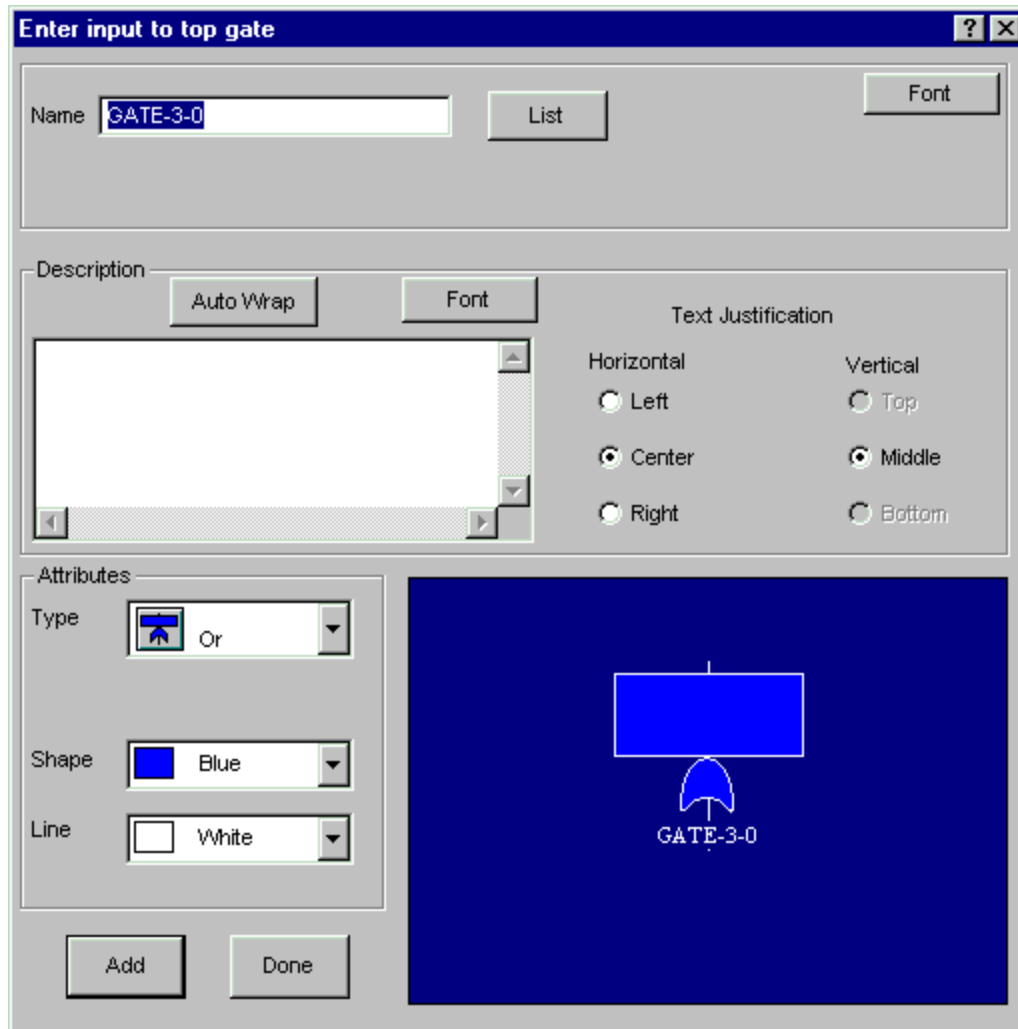 Enter input to top gate
Font
Name GATE-3-0 List
Description
Auto Wrap Font
Text Justification
Horizontal Vertical
Left Top
Center Middle
Right Bottom
Attributes
Type Or
Shape Blue
Line White
GATE-3-0
Add Done